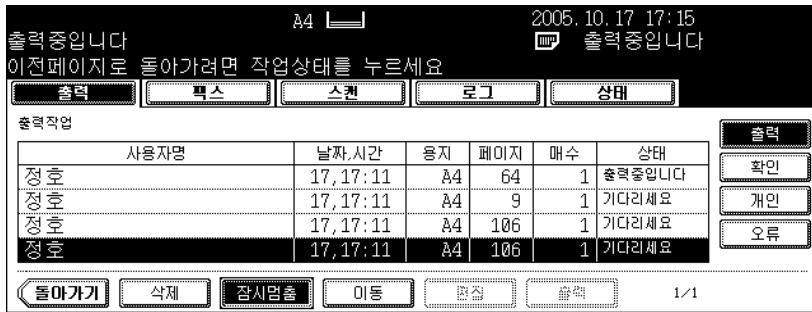 A4 2005.10.17 17:15
출력중입니다 출력중입니다
이전페이지로 돌아가려면 작업상태를 누르세요
출력 팩스 스캔 로그 상태
출력작업
출력
사용자명 날짜,시간 용지 페이지 매수 상태
확인
정호 17,17:11 A4 64 1 출력중입니다
정호 17,17:11 A4 9 1 기다리세요
개인
정호 17,17:11 A4 106 1 기다리세요
오류
정호 17,17:11 A4 106 1 기다리세요
돌아가기 삭제 잠시멈춤 이동 편집 출력 1/1